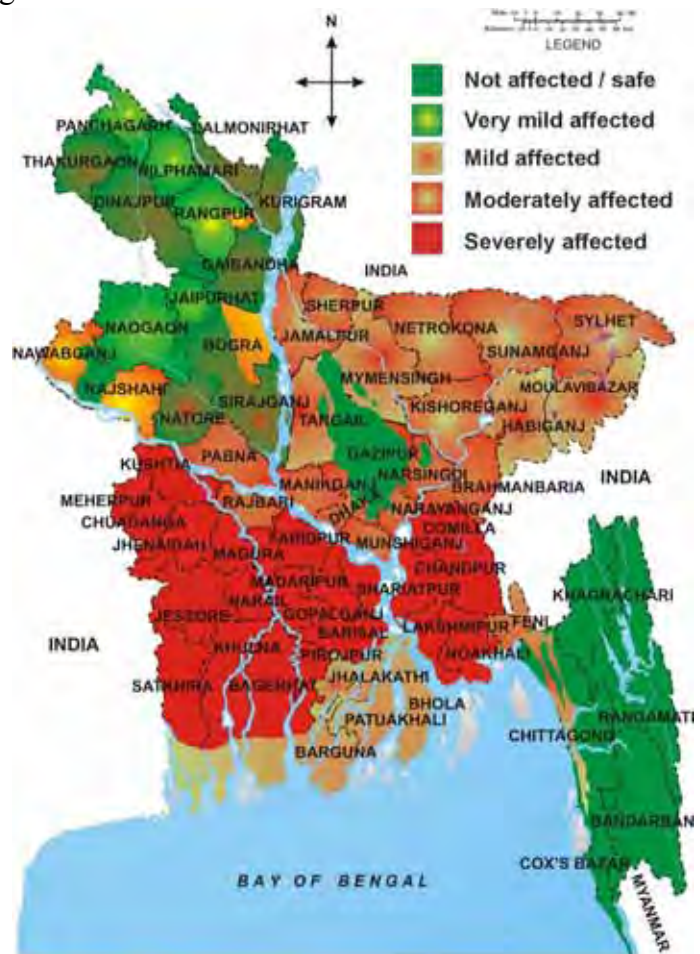 N
LEGEND
Not affected / safe
Very mild affected
Mild affected
Moderately affected
Severely affected
PANCHAGARH
LALMONIRHAT
THAKURGAON
NILPHAMARI
DINAJPUR
RANGPUR
KURIGRAM
GAIBANDHA
INDIA
JAIPURHAT
SHERPUR
NAOGAON
JAMALPUR
NETROKONA
SYLHET
NAWABGANJ
BOGRA
SUNAMGANJ
MYMENSINGH
MOULAVIBAZAR
RAJSHAHI
SIRAJGANJ
KISHOREGANJ
NATORE
TANGAIL
HABIGANJ
GAZIPUR
PABNA
KUSHTIA
NARSINGDI
INDIA
MANIKGANJ
BRAHMANBARIA
MEHERPUR
RAJBARI
DHAKA
NARAYANGANJ
CHUADANGA
COMILLA
FARIDPUR
MUNSHIGANJ
JHENAIDAH
MAGURA
CHANDPUR
MADARIPUR
SHARIATPUR
KHAGRACHARI
NARAIL
JESSORE
GOPALGANJ
FENI
BARISAL
LAKSHMIPUR
INDIA
KHULNA
NOAKHALI
PIROJPUR
JHALAKATHI
SATKHIRA
BAGERHAT
BHOLA
RANGAMATI
PATUAKHALI
CHITTAGONG
BARGUNA
BANDARBAN
COX'S BAZAR
BAY OF BENGAL
MYANMAR